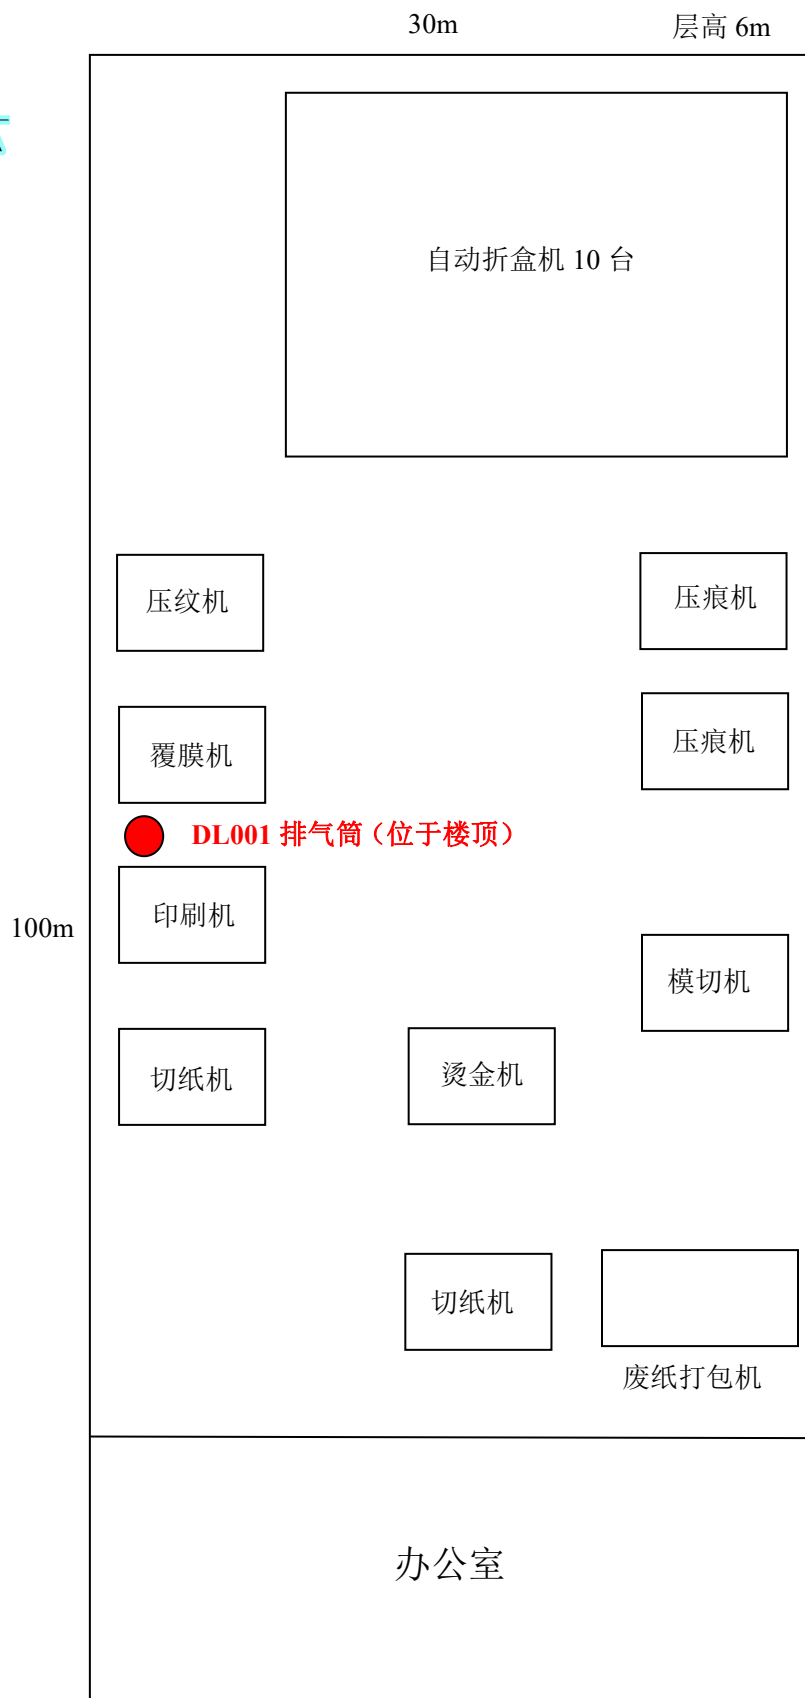 30m 层高 6m
自动折盒机 10 台
压纹机 压痕机
覆膜机 压痕机
DL001 排气筒（位于楼顶）
印刷机
100m
模切机
切纸机 烫金机
切纸机
废纸打包机
办公室